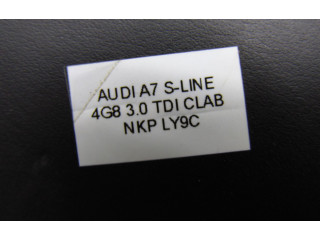 AUDI A7 S-LINE
4G8 3.0 TDI CLAB
NKP LY9C